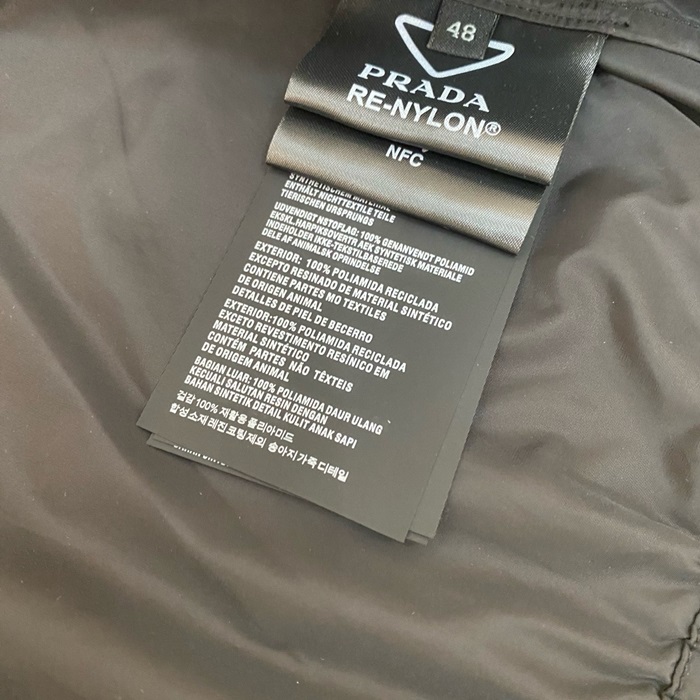 48
PRADA
RE-NYLON®
NFC
SYNTHETISCHEM MATERIAL
ENTHÄLT NICHTTEXTILE TEILE
TIERISCHEN URSPRUNGS
UDVENDIGT HSTOFLAG: 100% GENANVENDT POLIAMID
EKSKL HARPIKSOVERTR AEK SYNTETISK MATERIALE
INDEHOLDER IKKE-TEKSTILBASEREDE
DELE AF ANIMALSK OPRINDELSE
EXTERIOR: 100% POLIAMIDA RECICLADA
EXCEPTO RESINADO DE MATERIAL SINTÉTICO
CONTIENE PARTES NO TEXTILES
DE ORIGEN ANIMAL
DETALLES DE PIEL DE BECERRO
EXTERIOR:100% POLIAMIDA RECICLADA
EXCETO REVESTIMENTO RESÍNICO EM
MATERIAL SINTÉTICO
CONTÉM PARTES NÃO TÊXTEIS
DE ORIGEM ANIMAL
BAGIAN LUAR: 100% POLIAMIDA DAUR ULANG
KECUALI SALUTAN RESIN DENGAN
BAHAN SINTETIK DETAIL KULIT ANAK SAPI
겉감 100% 재활용폴리아미드
합성 소재 레진 코팅 제외 송아지 가죽 디테일